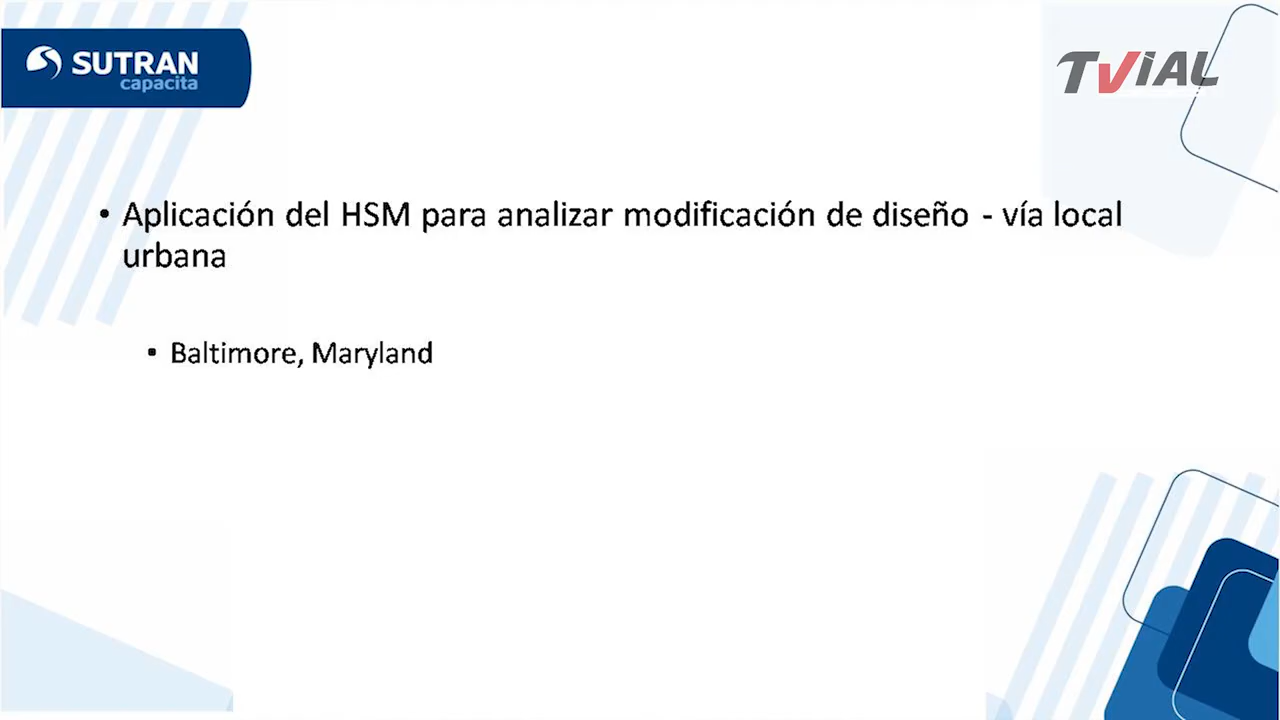 SUTRAN
capacita
TViAL
• Aplicación del HSM para analizar modificación de diseño - vía local
urbana
• Baltimore, Maryland